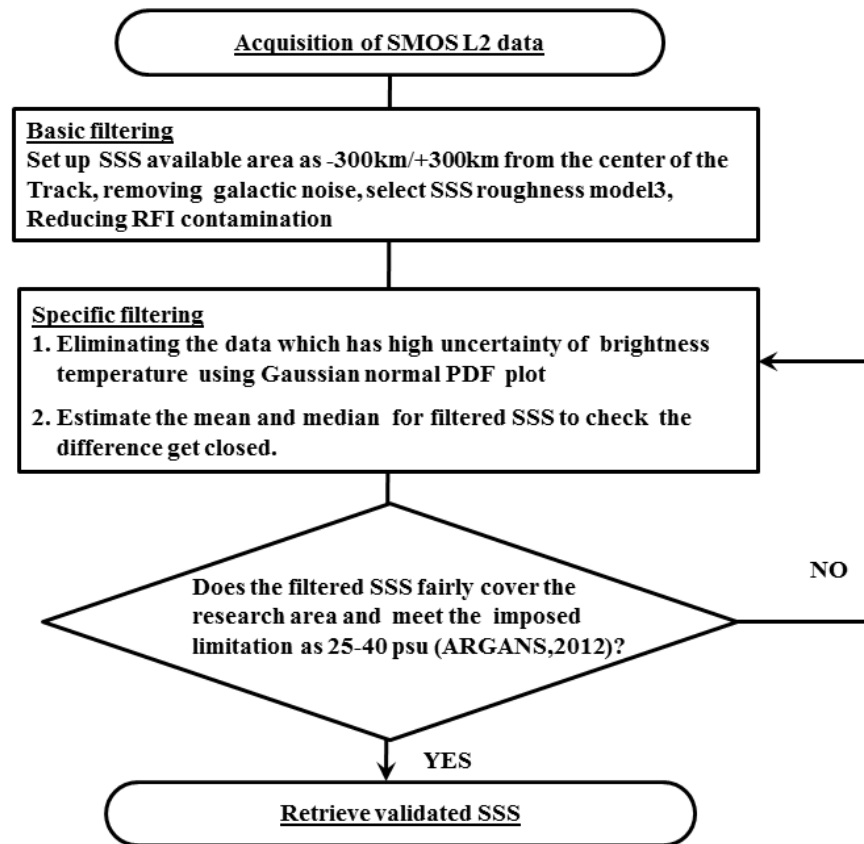 Acquisition of SMOS L2 data
Basic filtering
Set up SSS available area as -300km/+300km from the center of the
Track, removing galactic noise, select SSS roughness model3,
Reducing RFI contamination
Specific filtering
1. Eliminating the data which has high uncertainty of brightness
temperature using Gaussian normal PDF plot
2. Estimate the mean and median for filtered SSS to check the
difference get closed.
Does the filtered SSS fairly cover the
research area and meet the imposed
limitation as 25-40 psu (ARGANS,2012)?
NO
YES
Retrieve validated SSS